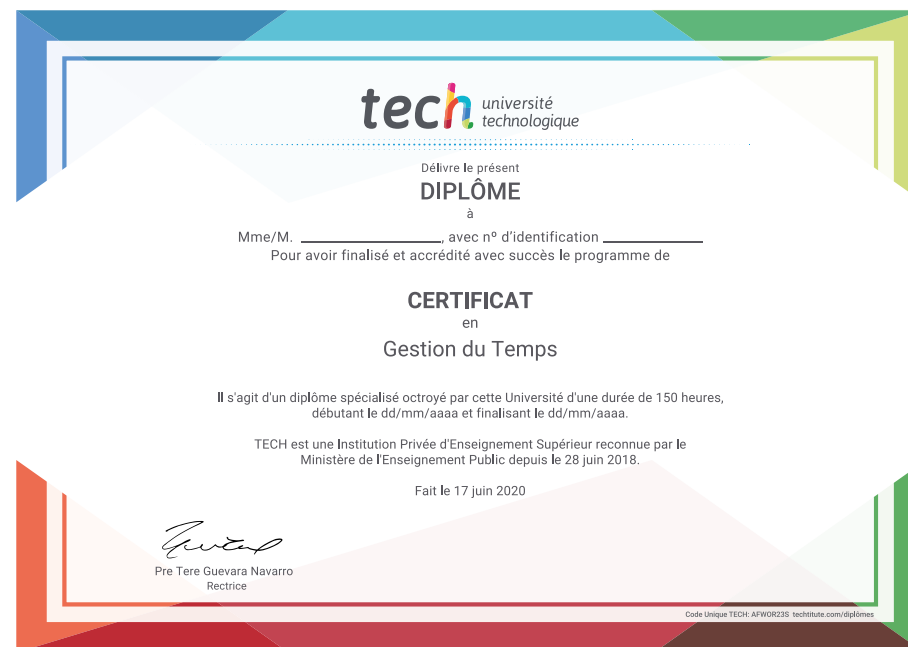 tech université
technologique
Délivre le présent
DIPLÔME
à
Mme/M. ____________________, avec nº d'identification ______________
Pour avoir finalisé et accrédité avec succès le programme de
CERTIFICAT
en
Gestion du Temps
Il s'agit d'un diplôme spécialisé octroyé par cette Université d'une durée de 150 heures,
débutant le dd/mm/aaaa et finalisant le dd/mm/aaaa.
TECH est une Institution Privée d'Enseignement Supérieur reconnue par le
Ministère de l'Enseignement Public depuis le 28 juin 2018.
Fait le 17 juin 2020
Pre Tere Guevara Navarro
Rectrice
Code Unique TECH: AFWOR23S techtitute.com/diplômes